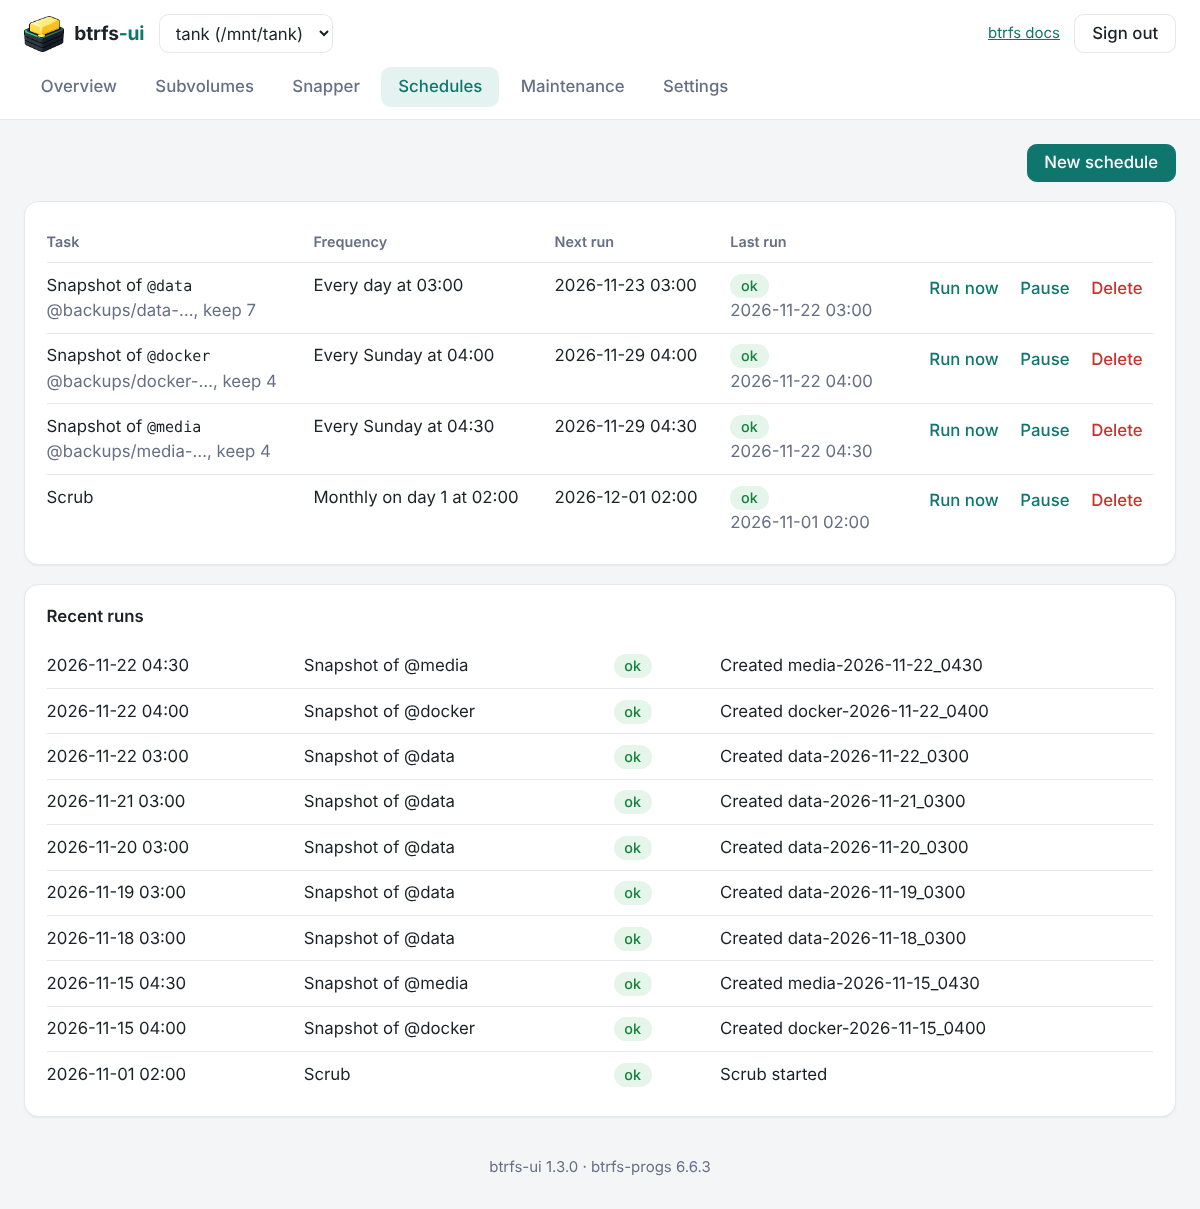 btrfs-ui tank (/mnt/tank) btrfs docs Sign out
Overview Subvolumes Snapper Schedules Maintenance Settings
New schedule
Task Frequency Next run Last run
Snapshot of @data Every day at 03:00 2026-11-23 03:00 ok Run now Pause Delete
@backups/data-..., keep 7 2026-11-22 03:00
Snapshot of @docker Every Sunday at 04:00 2026-11-29 04:00 ok Run now Pause Delete
@backups/docker-..., keep 4 2026-11-22 04:00
Snapshot of @media Every Sunday at 04:30 2026-11-29 04:30 ok Run now Pause Delete
@backups/media-..., keep 4 2026-11-22 04:30
Scrub Monthly on day 1 at 02:00 2026-12-01 02:00 ok Run now Pause Delete
2026-11-01 02:00
Recent runs
2026-11-22 04:30 Snapshot of @media ok Created media-2026-11-22_0430
2026-11-22 04:00 Snapshot of @docker ok Created docker-2026-11-22_0400
2026-11-22 03:00 Snapshot of @data ok Created data-2026-11-22_0300
2026-11-21 03:00 Snapshot of @data ok Created data-2026-11-21_0300
2026-11-20 03:00 Snapshot of @data ok Created data-2026-11-20_0300
2026-11-19 03:00 Snapshot of @data ok Created data-2026-11-19_0300
2026-11-18 03:00 Snapshot of @data ok Created data-2026-11-18_0300
2026-11-15 04:30 Snapshot of @media ok Created media-2026-11-15_0430
2026-11-15 04:00 Snapshot of @docker ok Created docker-2026-11-15_0400
2026-11-01 02:00 Scrub ok Scrub started
btrfs-ui 1.3.0 · btrfs-progs 6.6.3